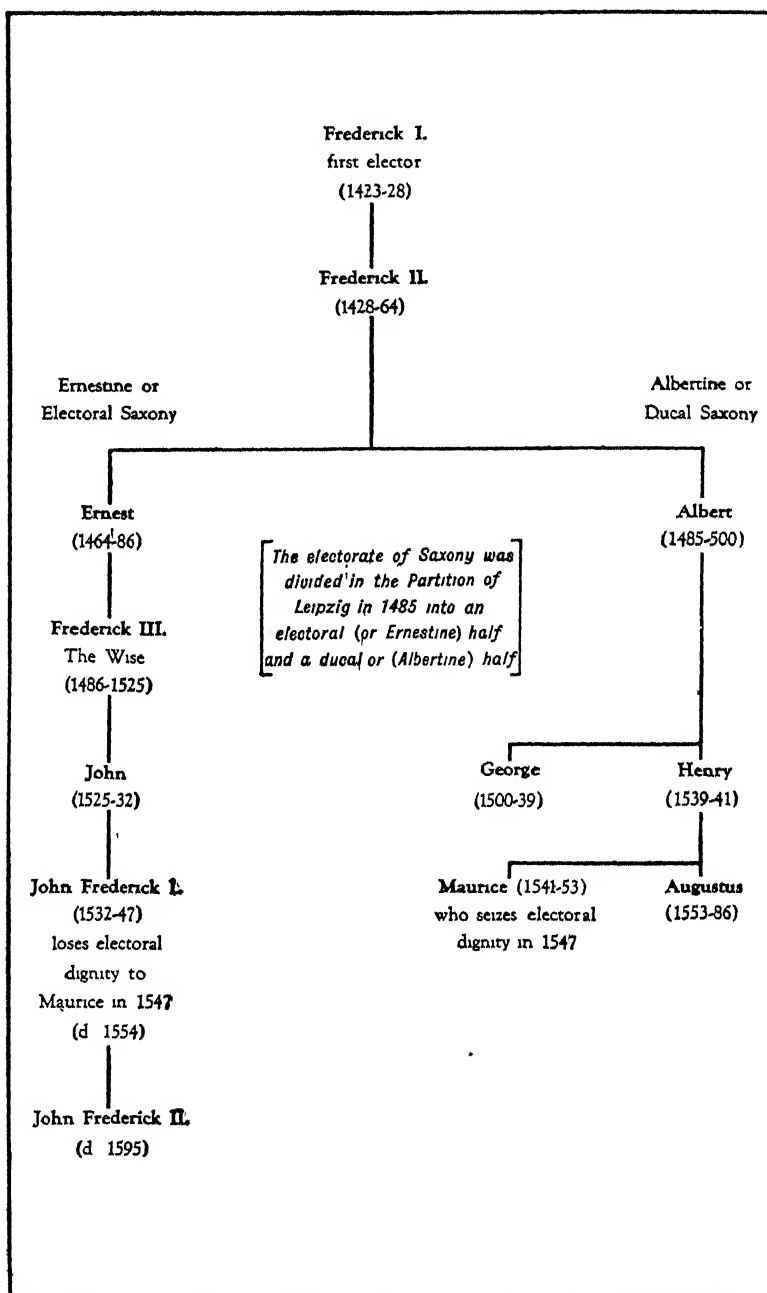 Frederick I.
first elector
(1423-28)
Frederick II.
(1428-64)
Ernestine or
Electoral Saxony
Albertine or
Ducal Saxony
Ernest
(1464-86)
Albert
(1485-500)
[The electorate of Saxony was
divided in the Partition of
Leipzig in 1485 into an
electoral (or Ernestine) half
and a ducal or (Albertine) half]
Frederick III.
The Wise
(1486-1525)
John
(1525-32)
George
(1500-39)
Henry
(1539-41)
John Frederick I.
(1532-47)
loses electoral
dignity to
Maurice in 1547
(d 1554)
Maurice (1541-53)
who seizes electoral
dignity in 1547
Augustus
(1553-86)
John Frederick II.
(d 1595)